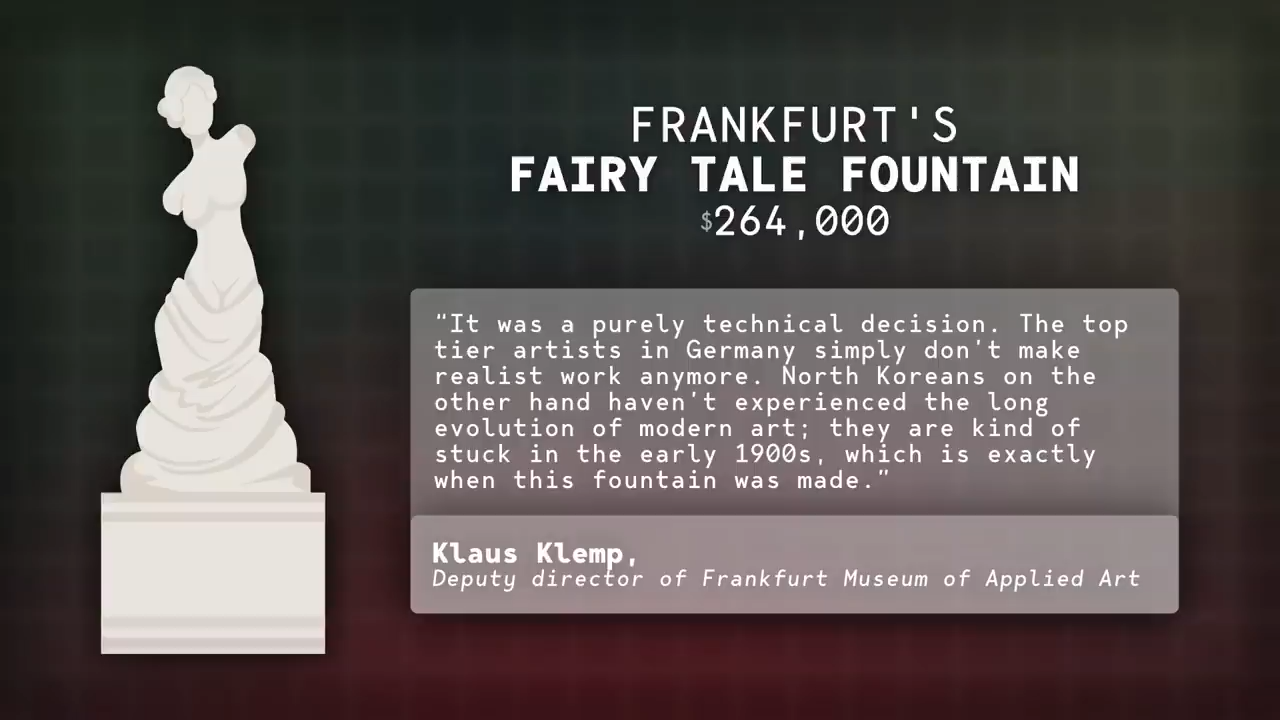 FRANKFURT'S
FAIRY TALE FOUNTAIN
$264,000
“It was a purely technical decision. The top
tier artists in Germany simply don't make
realist work anymore. North Koreans on the
other hand haven't experienced the long
evolution of modern art; they are kind of
stuck in the early 1900s, which is exactly
when this fountain was made.”
Klaus Klemp,
Deputy director of Frankfurt Museum of Applied Art